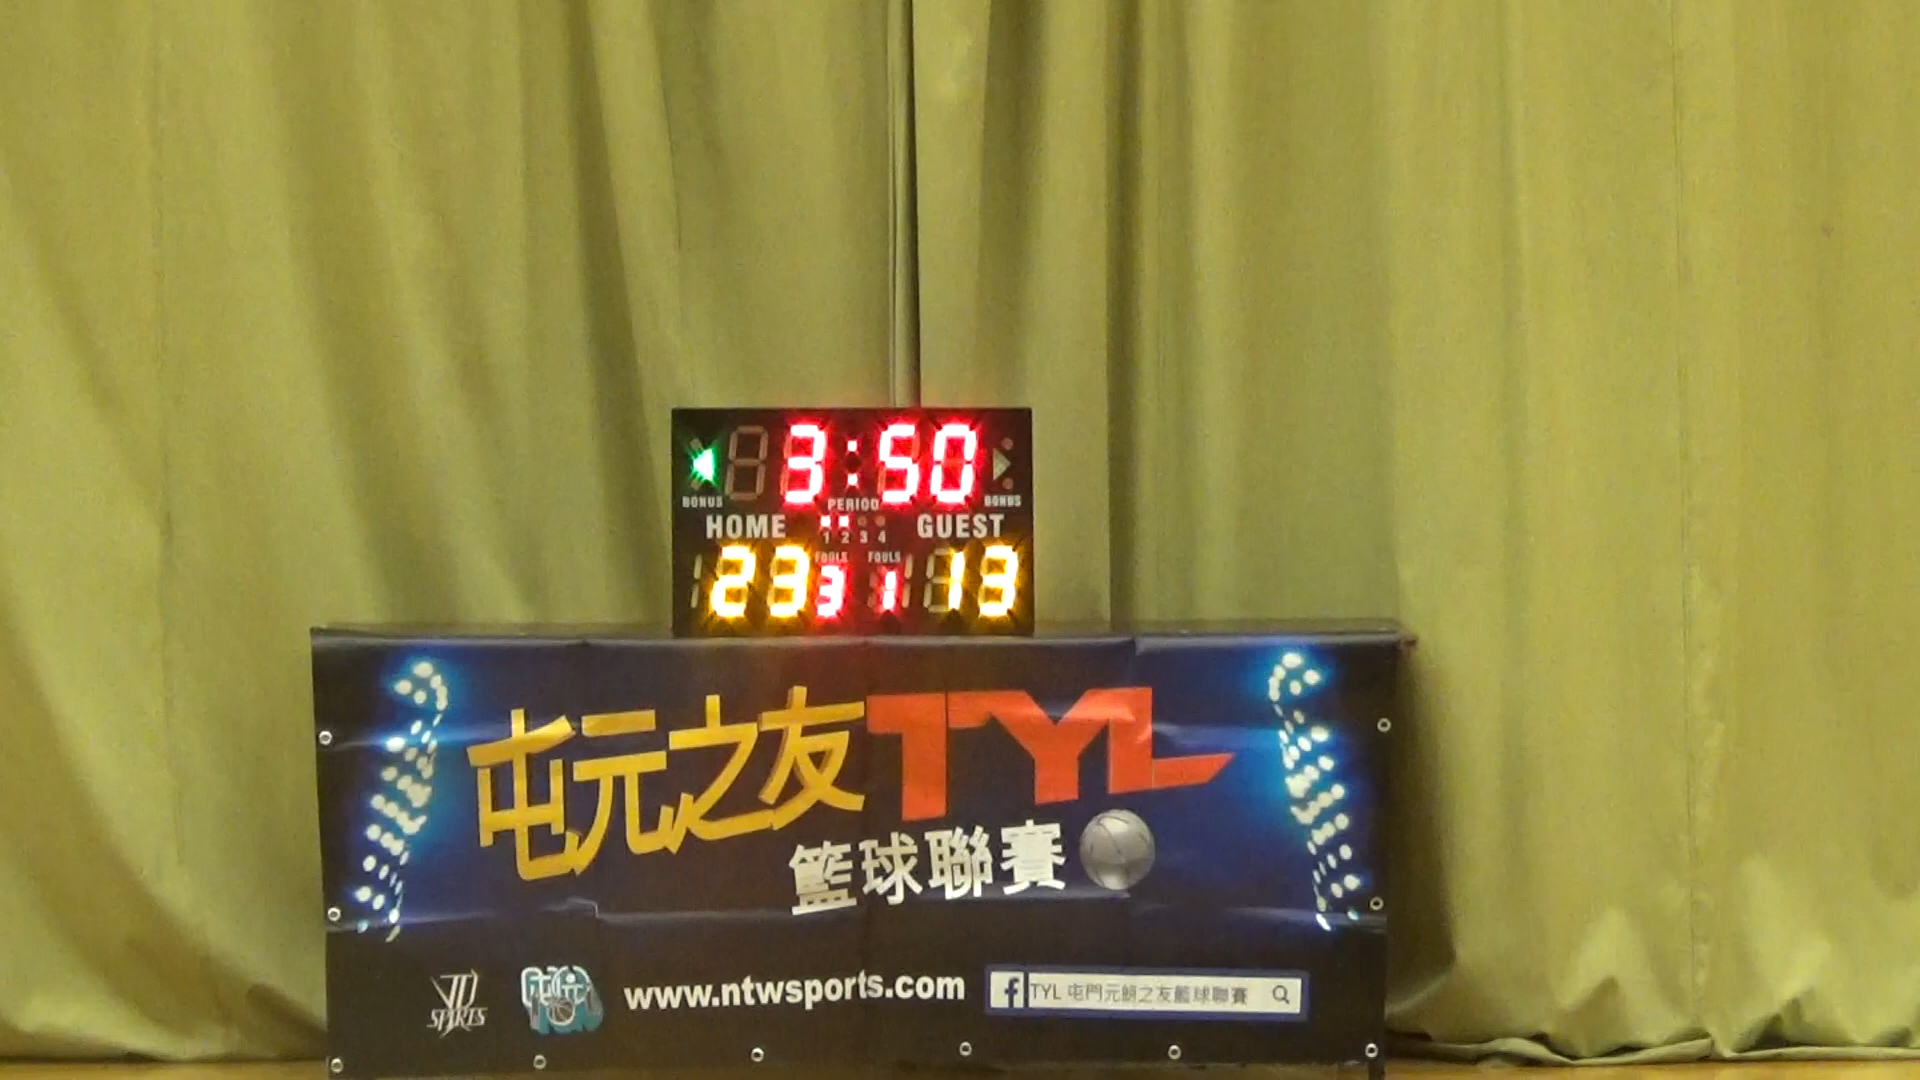 3:50
BONUS PERIOD BONUS
HOME GUEST
1 2 3 4
FOULS FOULS
23 3 1 13
屯元之友TYL
籃球聯賽
SPIRITS
www.ntwsports.com
f TYL 屯門元朗之友籃球聯賽